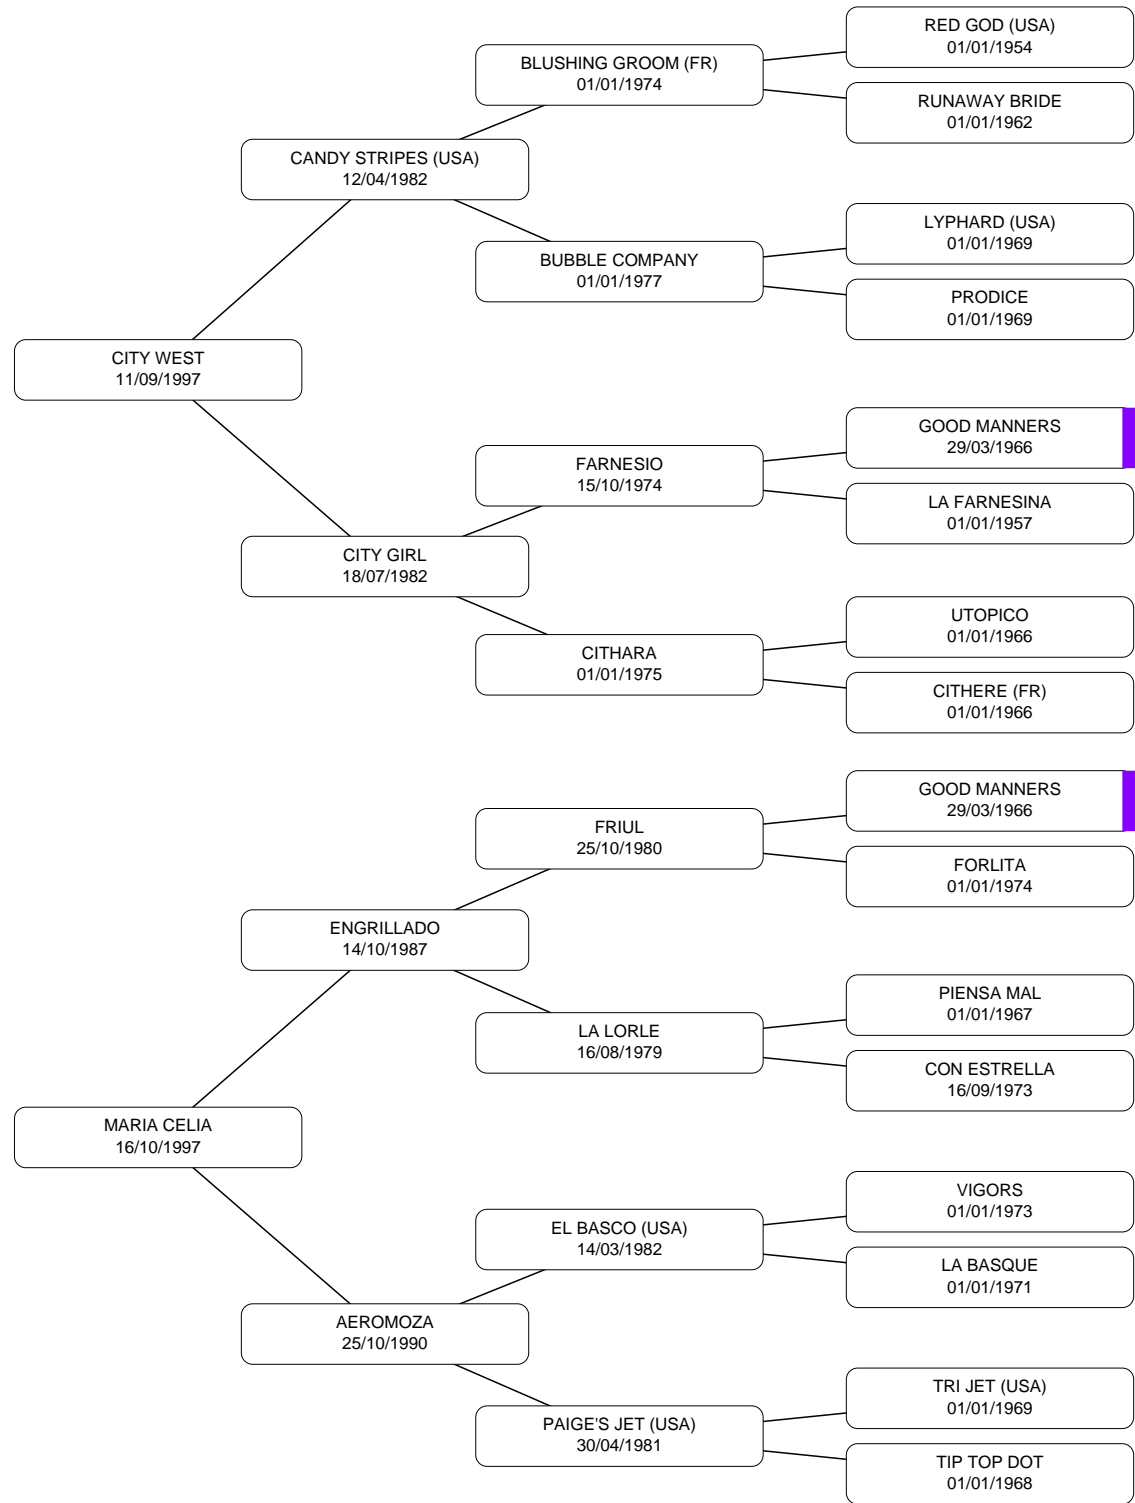 RED GOD (USA)
01/01/1954
BLUSHING GROOM (FR)
01/01/1974
RUNAWAY BRIDE
01/01/1962
CANDY STRIPES (USA)
12/04/1982
LYPHARD (USA)
01/01/1969
BUBBLE COMPANY
01/01/1977
PRODICE
01/01/1969
CITY WEST
11/09/1997
GOOD MANNERS
29/03/1966
FARNESIO
15/10/1974
LA FARNESINA
01/01/1957
CITY GIRL
18/07/1982
UTOPICO
01/01/1966
CITHARA
01/01/1975
CITHERE (FR)
01/01/1966
GOOD MANNERS
29/03/1966
FRIUL
25/10/1980
FORLITA
01/01/1974
ENGRILLADO
14/10/1987
PIENSA MAL
01/01/1967
LA LORLE
16/08/1979
CON ESTRELLA
16/09/1973
MARIA CELIA
16/10/1997
VIGORS
01/01/1973
EL BASCO (USA)
14/03/1982
LA BASQUE
01/01/1971
AEROMOZA
25/10/1990
TRI JET (USA)
01/01/1969
PAIGE'S JET (USA)
30/04/1981
TIP TOP DOT
01/01/1968